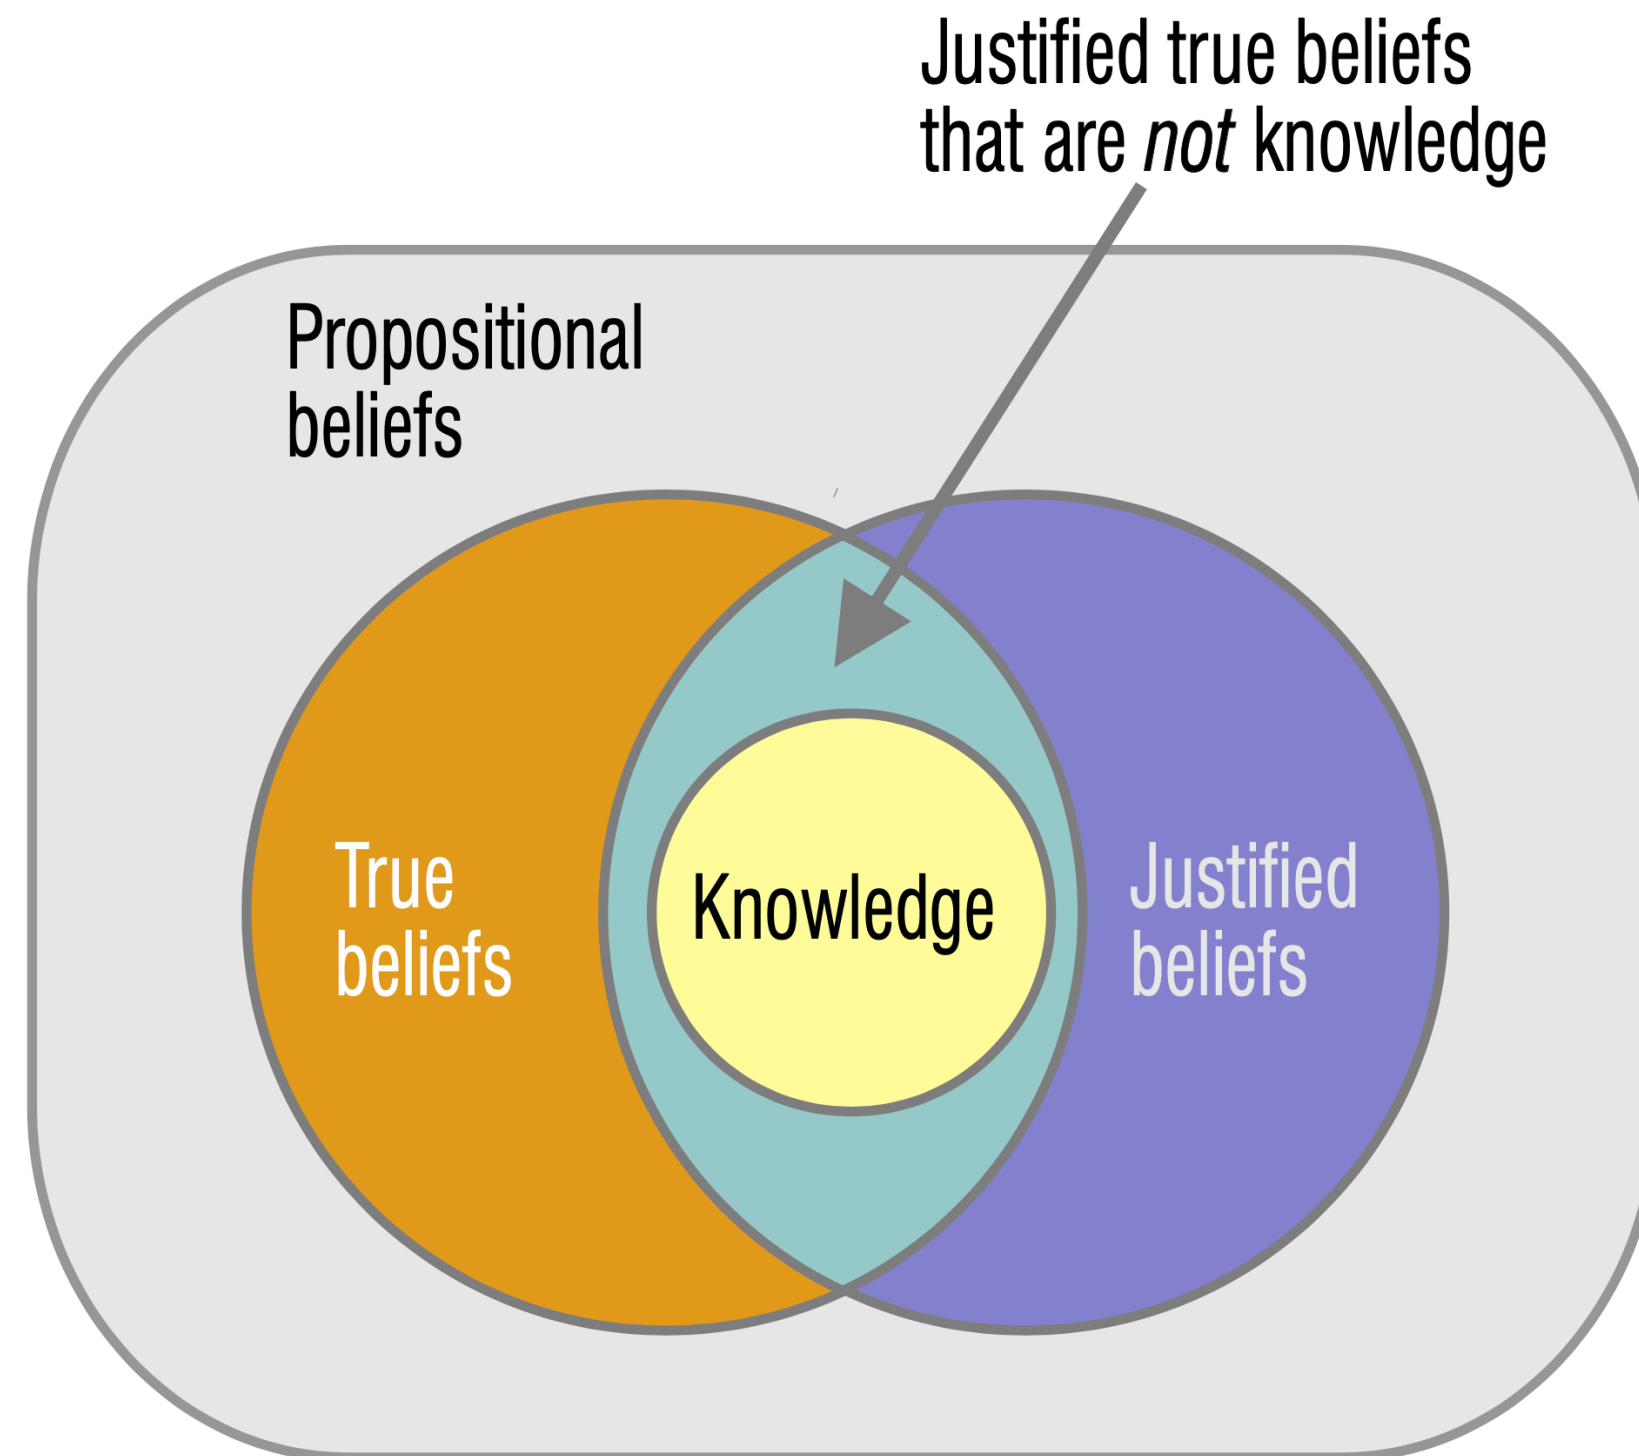 Justified true beliefs
that are not knowledge
Propositional
beliefs
True
beliefs
Knowledge
Justified
beliefs